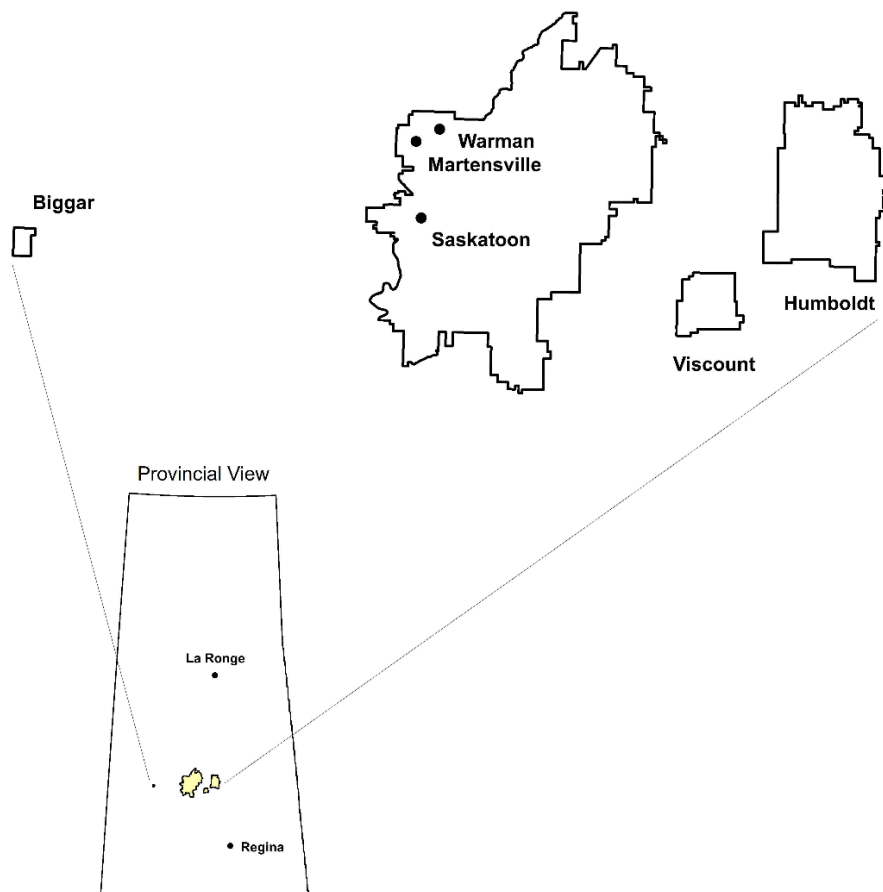 Warman
Martensville
Biggar
Saskatoon
Humboldt
Viscount
Provincial View
La Ronge
Regina